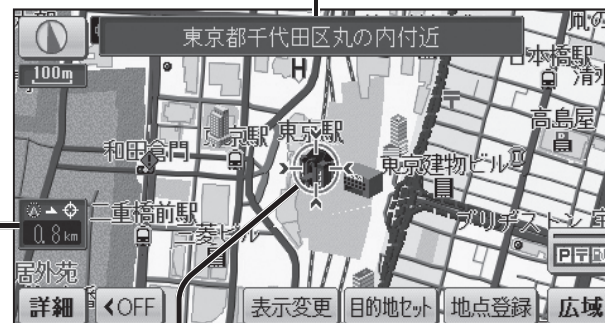 東京都千代田区丸の内付近
100m
H
日本橋駅
清水
高島屋
東京駅
東京駅
和田倉門
東京建物ビル
0.8km
二重橋前駅
三菱ビル
ブリヂストン
居外苑
P〒
詳細
OFF
表示変更
目的地セット
地点登録
広域